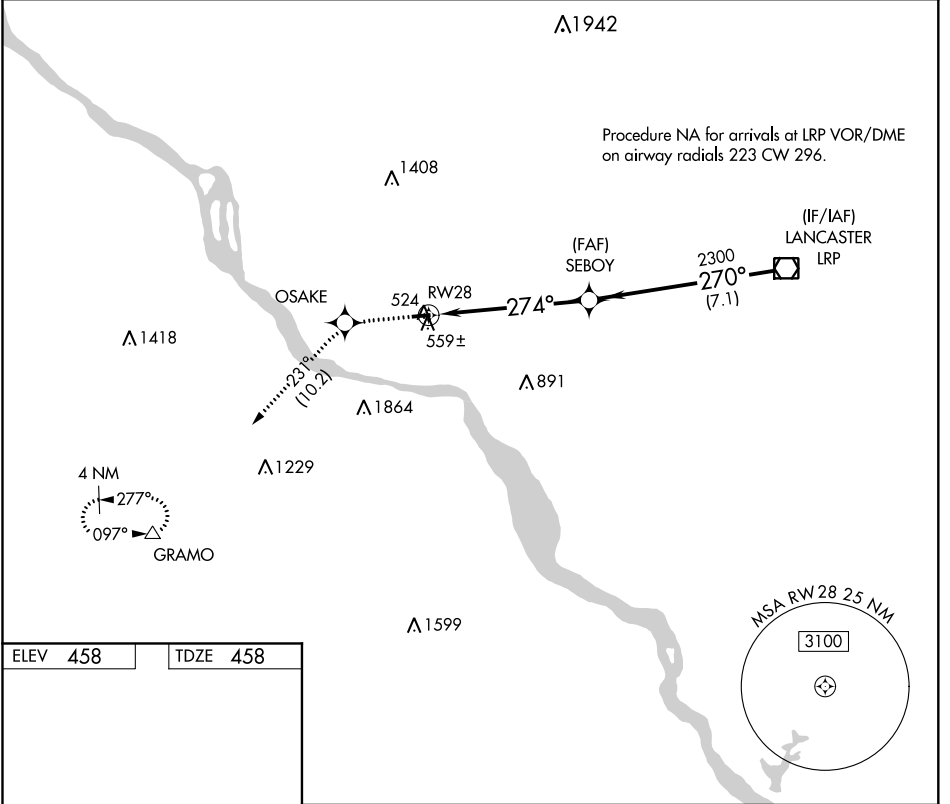 1942
Procedure NA for arrivals at LRP VOR/DME
on airway radials 223 CW 296.
1408
(IF/IAF)
LANCASTER
LRP
(FAF)
SEBOY
2300
270°
(7.1)
OSAKE
524
RW28
274°
559±
1418
231°
(10.2)
891
1864
1229
4 NM
277°
097°
GRAMO
1599
MSA RW28 25 NM
3100
ELEV 458
TDZE 458